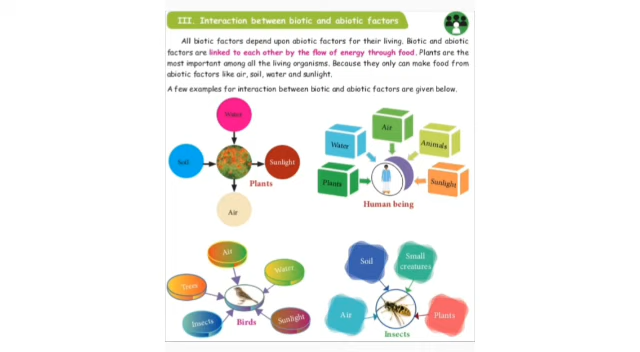 III. Interaction between biotic and abiotic factors
All biotic factors depend upon abiotic factors for their living. Biotic and abiotic
factors are linked to each other by the flow of energy through food. Plants are the
most important among all the living organisms. Because they only can make food from
abiotic factors like air, soil, water and sunlight.
A few examples for interaction between biotic and abiotic factors are given below.
Water
Soil
Sunlight
Plants
Air
Air
Water
Animals
Plants
Sunlight
Human being
Air
Water
Trees
Insects
Sunlight
Birds
Soil
Small
creatures
Air
Plants
Insects